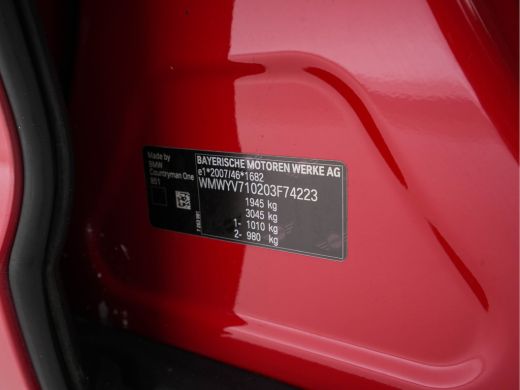 Made by
BMW
Countryman One
B51
BAYERISCHE MOTOREN WERKE AG
e1*2007/46*1682
WMWYV710203F74223
1945 kg
3045 kg
1- 1010 kg
2- 980 kg